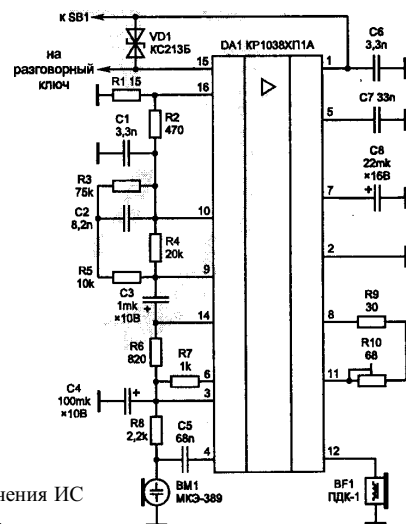 к SB1
VD1
КС213Б
DA1 КР1038ХП1А
на
разговорный
ключ
15
1
C6
3,3n
R1 15
16
R2
470
C7 33n
5
C1
3,3n
C8
22mk
×16В
+
7
R3
75k
C2
8,2n
10
R4
20k
2
R5
10k
9
C3
1mk
×10В
+
14
8
R9
30
R6
820
R7
1k
6
11
R10
68
C4
100mk
×10В
+
3
R8
2,2k
C5
68n
4
12
ВМ1
МКЭ-389
BF1
ПДК-1
чения ИС